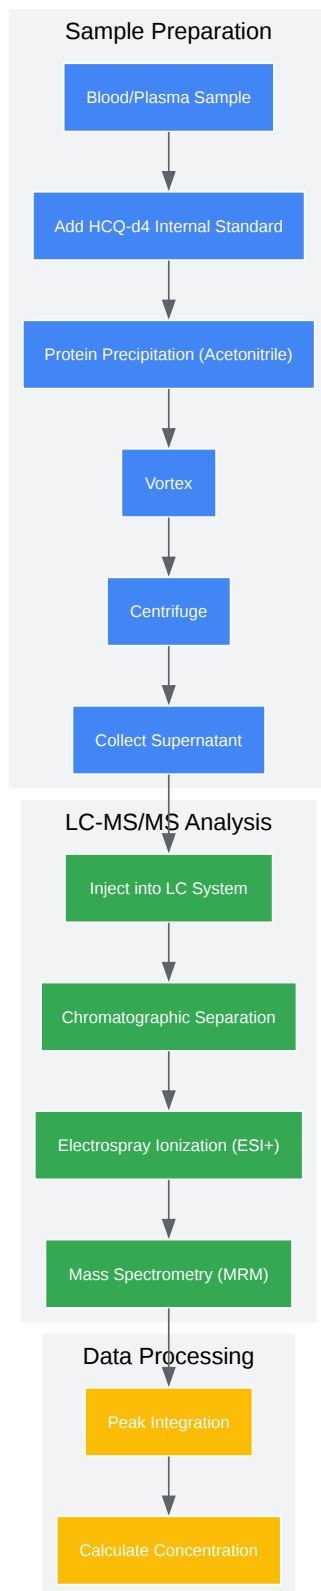 Sample Preparation
Blood/Plasma Sample
Add HCQ-d4 Internal Standard
Protein Precipitation (Acetonitrile)
Vortex
Centrifuge
Collect Supernatant
LC-MS/MS Analysis
Inject into LC System
Chromatographic Separation
Electrospray Ionization (ESI+)
Mass Spectrometry (MRM)
Data Processing
Peak Integration
Calculate Concentration